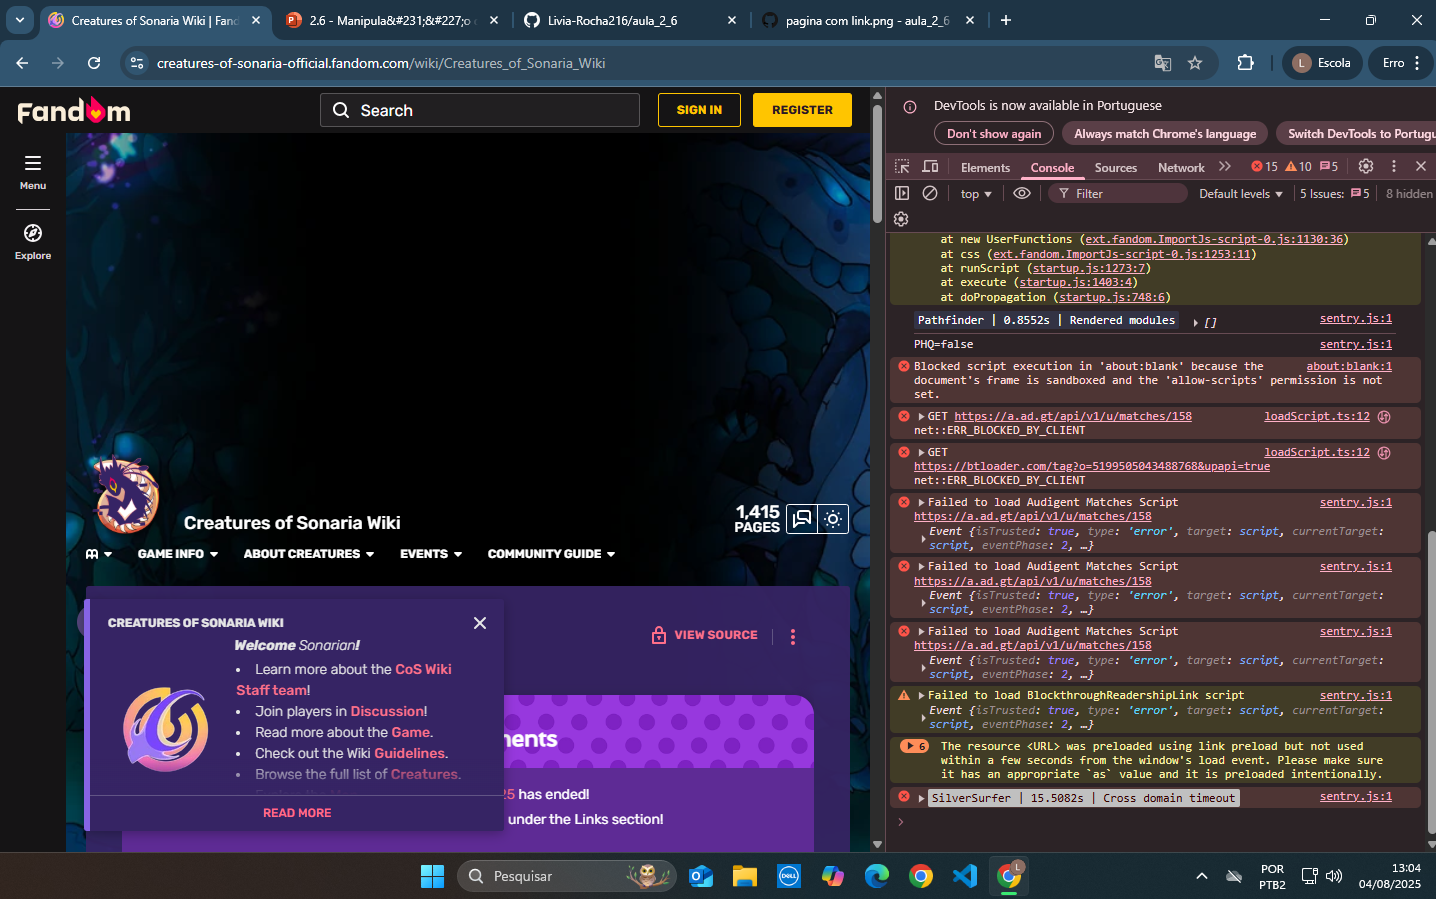 Creatures of Sonaria Wiki | Fand
2.6 - Manipula&#231;&#227;o
Livia-Rocha216/aula_2_6
pagina com link.png - aula_2_6
creatures-of-sonaria-official.fandom.com/wiki/Creatures_of_Sonaria_Wiki
L
Escola
Erro
Fandom
Search
SIGN IN
REGISTER
Menu
Explore
Creatures of Sonaria Wiki
1,415
PAGES
GAME INFO
ABOUT CREATURES
EVENTS
COMMUNITY GUIDE
VIEW SOURCE
CREATURES OF SONARIA WIKI
Welcome Sonarian!
• Learn more about the CoS Wiki
Staff team!
• Join players in Discussion!
• Read more about the Game.
• Check out the Wiki Guidelines.
• Browse the full list of Creatures.
READ MORE
ments
25 has ended!
under the Links section!
DevTools is now available in Portuguese
Don't show again
Always match Chrome's language
Switch DevTools to Portugu
Elements
Console
Sources
Network
15
10
5
top
Filter
Default levels
5 Issues:
5
8 hidden
at new UserFunctions (ext.fandom.ImportJs-script-0.js:1130:36)
at css (ext.fandom.ImportJs-script-0.js:1253:11)
at runScript (startup.js:1273:7)
at execute (startup.js:1403:4)
at doPropagation (startup.js:748:6)
Pathfinder | 0.8552s | Rendered modules
[]
sentry.js:1
PHQ=false
sentry.js:1
Blocked script execution in 'about:blank' because the
about:blank:1
document's frame is sandboxed and the 'allow-scripts' permission is not
set.
GET https://a.ad.gt/api/v1/u/matches/158
loadScript.ts:12
net::ERR_BLOCKED_BY_CLIENT
GET
loadScript.ts:12
https://btloader.com/tag?o=5199505043488768&upapi=true
net::ERR_BLOCKED_BY_CLIENT
Failed to load Audigent Matches Script
sentry.js:1
https://a.ad.gt/api/v1/u/matches/158
Event {isTrusted: true, type: 'error', target: script, currentTarget:
script, eventPhase: 2, …}
Failed to load Audigent Matches Script
sentry.js:1
https://a.ad.gt/api/v1/u/matches/158
Event {isTrusted: true, type: 'error', target: script, currentTarget:
script, eventPhase: 2, …}
Failed to load Audigent Matches Script
sentry.js:1
https://a.ad.gt/api/v1/u/matches/158
Event {isTrusted: true, type: 'error', target: script, currentTarget:
script, eventPhase: 2, …}
Failed to load BlockthroughReadershipLink script
sentry.js:1
Event {isTrusted: true, type: 'error', target: script, currentTarget:
script, eventPhase: 2, …}
6
The resource <URL> was preloaded using link preload but not used
within a few seconds from the window's load event. Please make sure
it has an appropriate `as` value and it is preloaded intentionally.
SilverSurfer | 15.5082s | Cross domain timeout
sentry.js:1
Pesquisar
DELL
L
POR
PTB2
13:04
04/08/2025